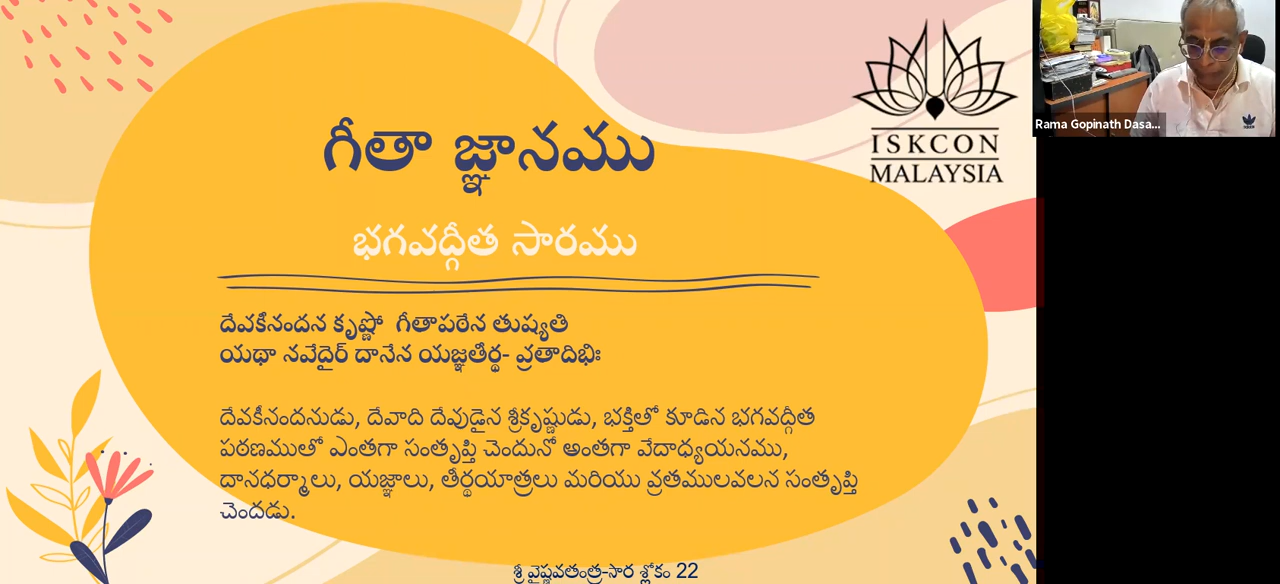 గీతా జ్ఞానము
భగవద్గీత సారము
దేవకీనందన కృష్ణో గీతాపఠేన తుష్యతి
యథా నవేదైర్ దానేన యజ్ఞతీర్థ- వ్రతాదిభిః
దేవకీనందనుడు, దేవాది దేవుడైన శ్రీకృష్ణుడు, భక్తితో కూడిన భగవద్గీత
పఠణముతో ఎంతగా సంతృప్తి చెందునో అంతగా వేదాధ్యయనము,
దానధర్మాలు, యజ్ఞాలు, తీర్థయాత్రలు మరియు వ్రతములవలన సంతృప్తి
చెందడు.
శ్రీ వైష్ణవతంత్ర-సార శ్లోకం 22
ISKCON
MALAYSIA
Rama Gopinath Dasa...